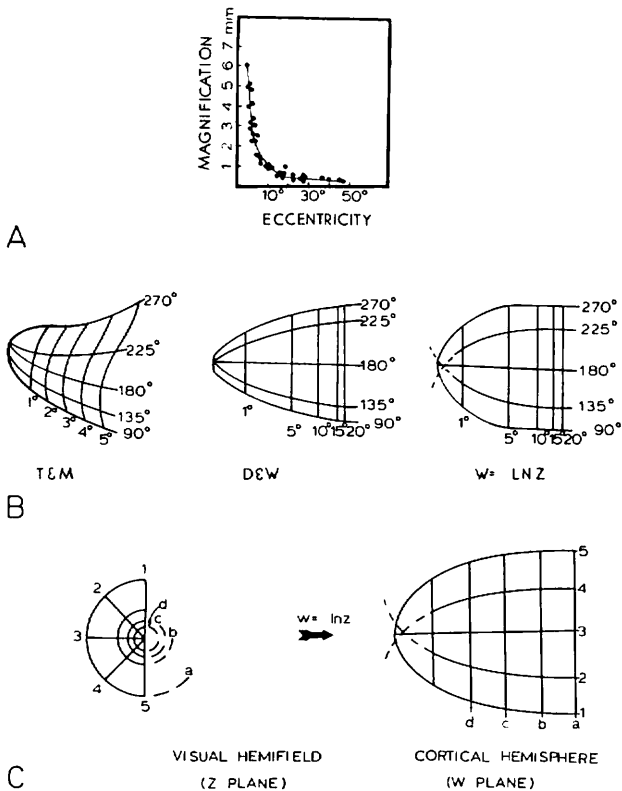 MAGNIFICATION
1 2 3 4 5 6 7 mm
10° 30° 50°
ECCENTRICITY
A
270°
225°
180°
135°
90°
1° 2° 3° 4° 5°
T&M
270°
225°
180°
135°
90°
1° 5° 10° 15 20°
D&W
270°
225°
180°
135°
90°
1° 5° 10° 15 20°
W= LNZ
B
1
2
3
4
5
d
c
b
a
w= lnz
5
4
3
2
1
d c b a
VISUAL HEMIFIELD
(Z PLANE)
CORTICAL HEMISPHERE
(W PLANE)
C